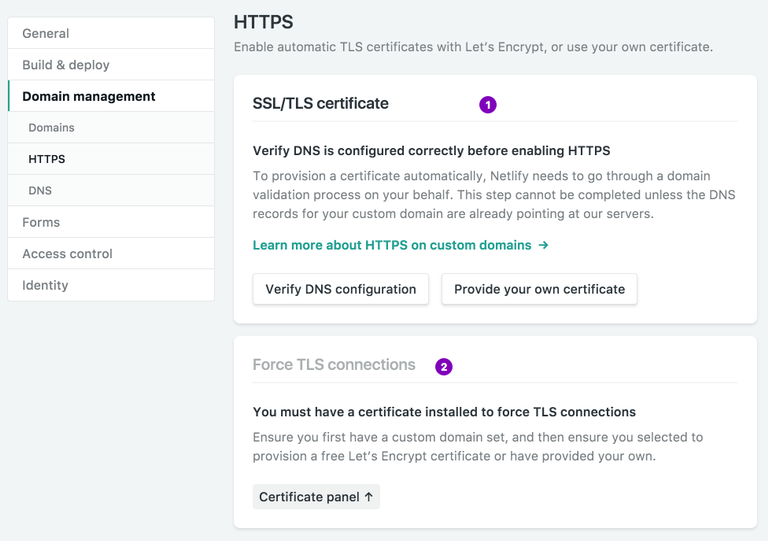 General
Build & deploy
Domain management
Domains
HTTPS
DNS
Forms
Access control
Identity
HTTPS
Enable automatic TLS certificates with Let's Encrypt, or use your own certificate.
SSL/TLS certificate 1
Verify DNS is configured correctly before enabling HTTPS
To provision a certificate automatically, Netlify needs to go through a domain
validation process on your behalf. This step cannot be completed unless the DNS
records for your custom domain are already pointing at our servers.
Learn more about HTTPS on custom domains →
Verify DNS configuration Provide your own certificate
Force TLS connections 2
You must have a certificate installed to force TLS connections
Ensure you first have a custom domain set, and then ensure you selected to
provision a free Let's Encrypt certificate or have provided your own.
Certificate panel ↑